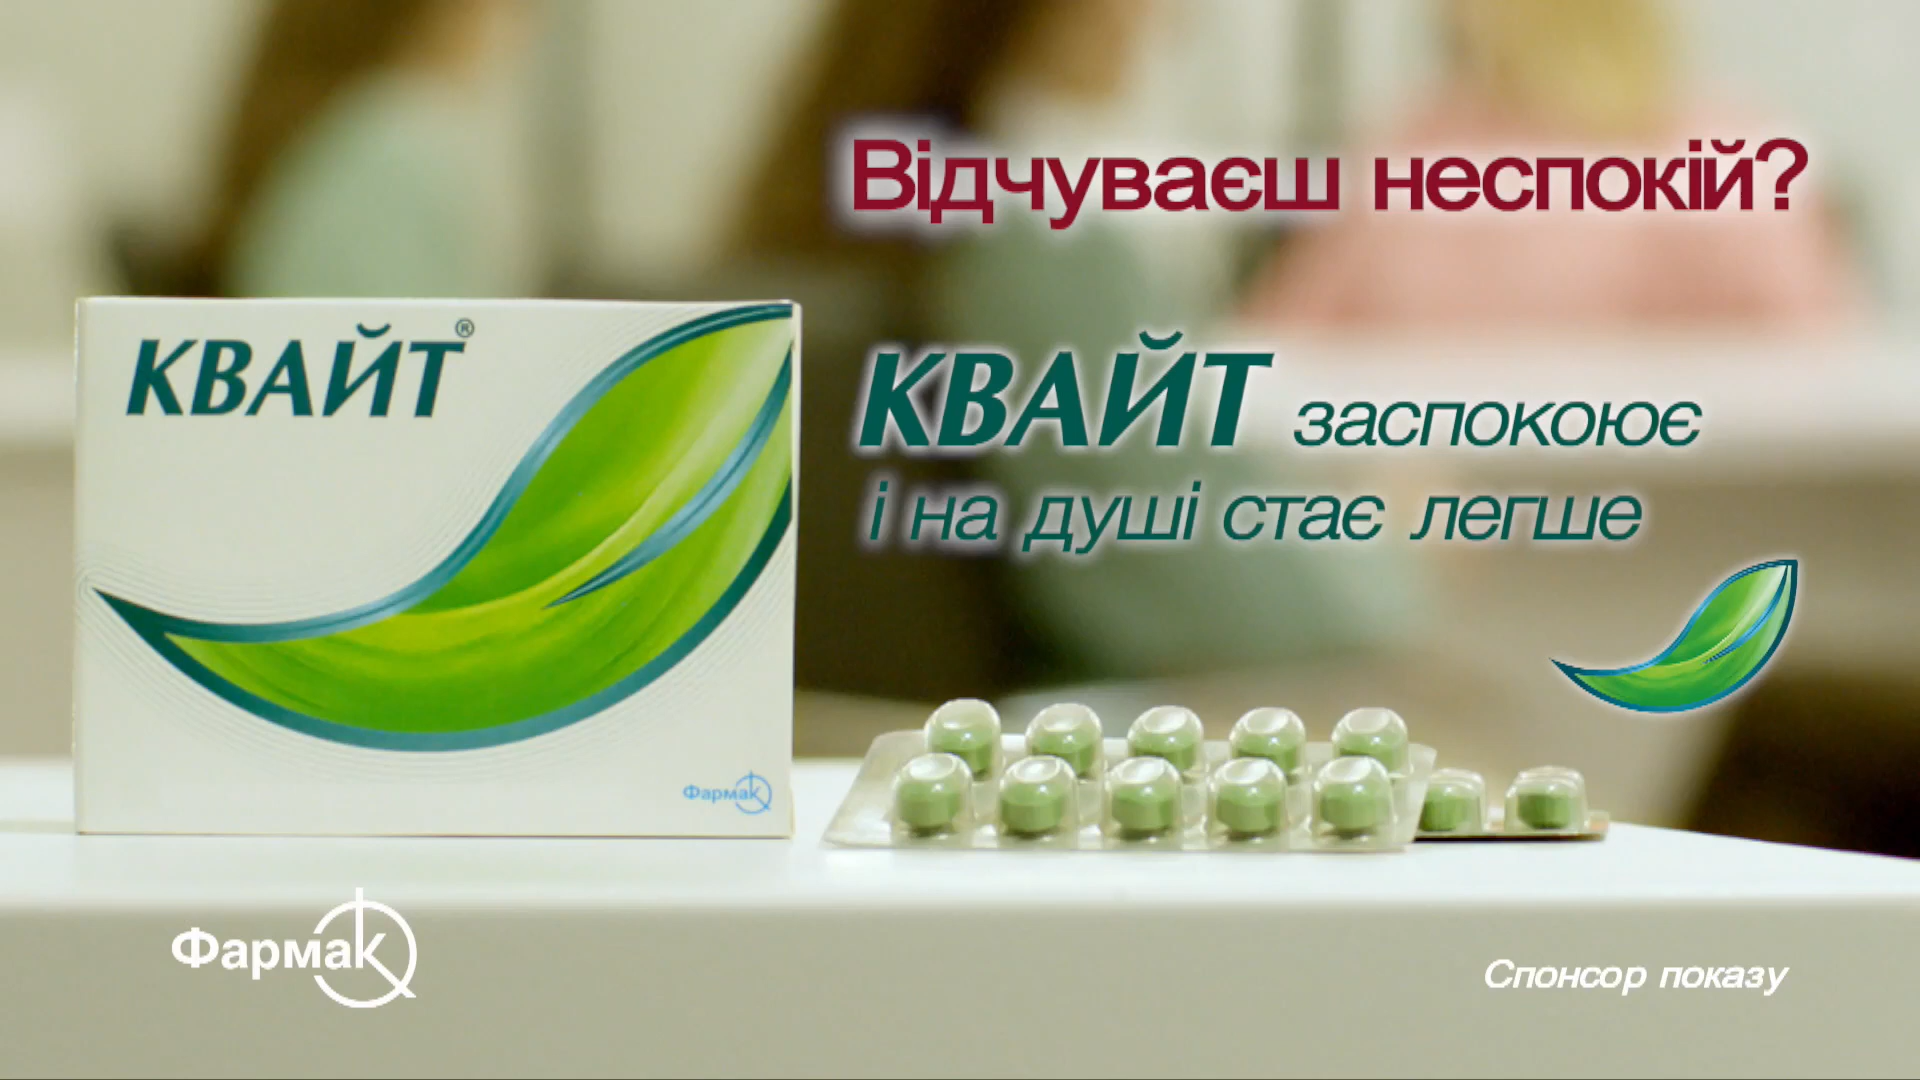 Відчуваєш неспокій?
КВАЙТ®
КВАЙТ заспокоює
і на душі стає легше
Фармак
Фармак
Спонсор показу